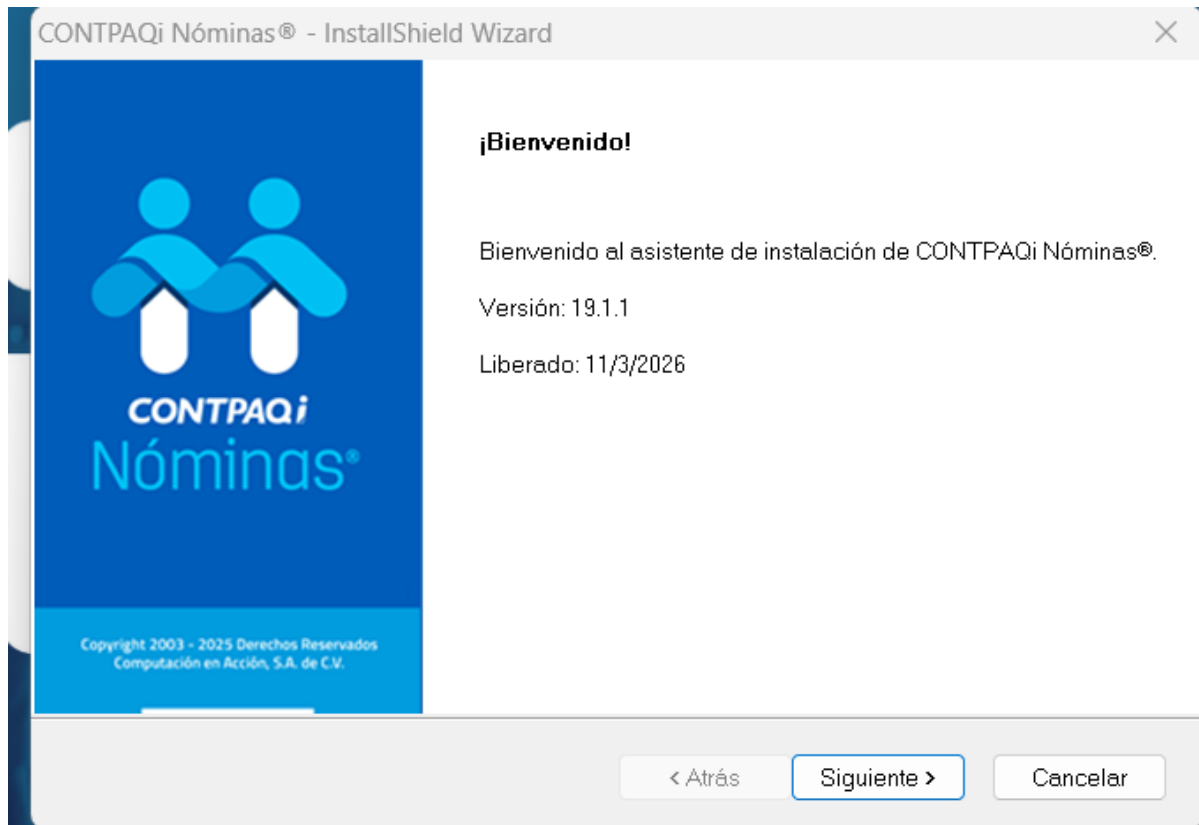 CONTPAQi Nóminas® - InstallShield Wizard
¡Bienvenido!
Bienvenido al asistente de instalación de CONTPAQi Nóminas®.
Versión: 19.1.1
Liberado: 11/3/2026
CONTPAQi
Nóminas®
Copyright 2003 - 2025 Derechos Reservados
Computación en Acción, S.A. de C.V.
< Atrás
Siguiente >
Cancelar